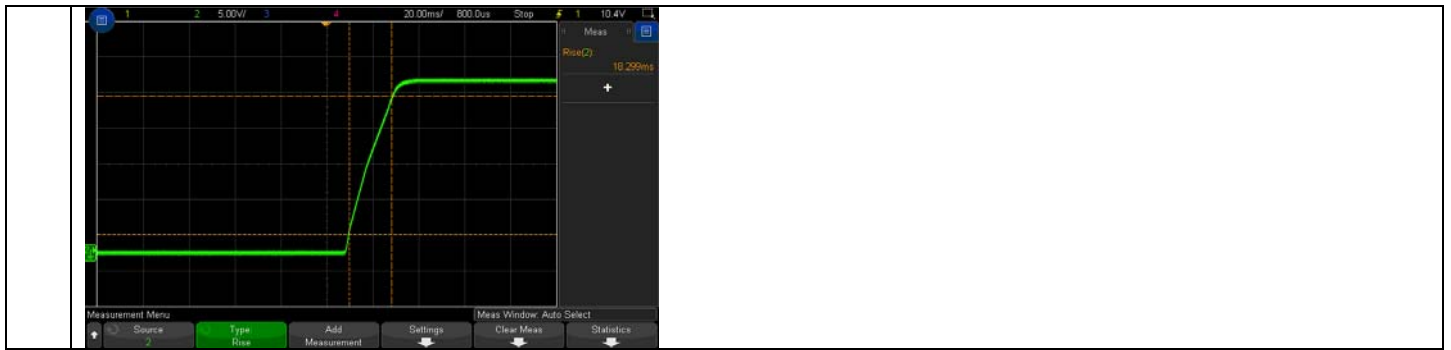 1 2 5.00V/ 3 4 20.00ms/ 800.0us Stop 1 10.4V
Meas
Rise(2):
18.299ms
Measurement Menu
Meas Window: Auto Select
Source
2
Type:
Rise
Add
Measurement
Settings
Clear Meas
Statistics